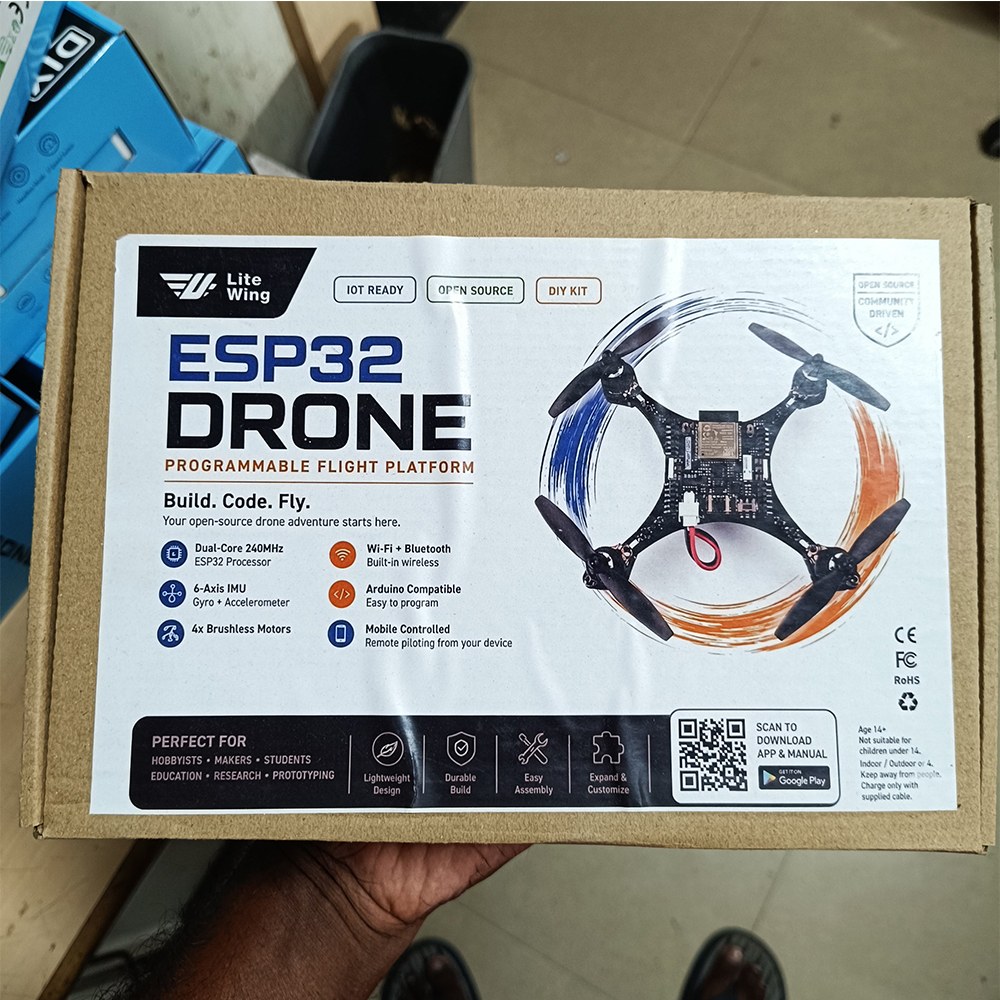 DIY
Lite
Wing
IOT READY
OPEN SOURCE
DIY KIT
OPEN SOURCE
COMMUNITY
DRIVEN
</>
ESP32
DRONE
PROGRAMMABLE FLIGHT PLATFORM
Build. Code. Fly.
Your open-source drone adventure starts here.
Dual-Core 240MHz
ESP32 Processor
Wi-Fi + Bluetooth
Built-in wireless
6-Axis IMU
Gyro + Accelerometer
</>
Arduino Compatible
Easy to program
4x Brushless Motors
Mobile Controlled
Remote piloting from your device
CE
FC
RoHS
PERFECT FOR
HOBBYISTS • MAKERS • STUDENTS
EDUCATION • RESEARCH • PROTOTYPING
Lightweight
Design
Durable
Build
Easy
Assembly
Expand &
Customize
SCAN TO
DOWNLOAD
APP & MANUAL
GET IT ON
Google Play
Age 14+
Not suitable for
children under 14.
Indoor / Outdoor or 4.
Keep away from people.
Charge only with
supplied cable.